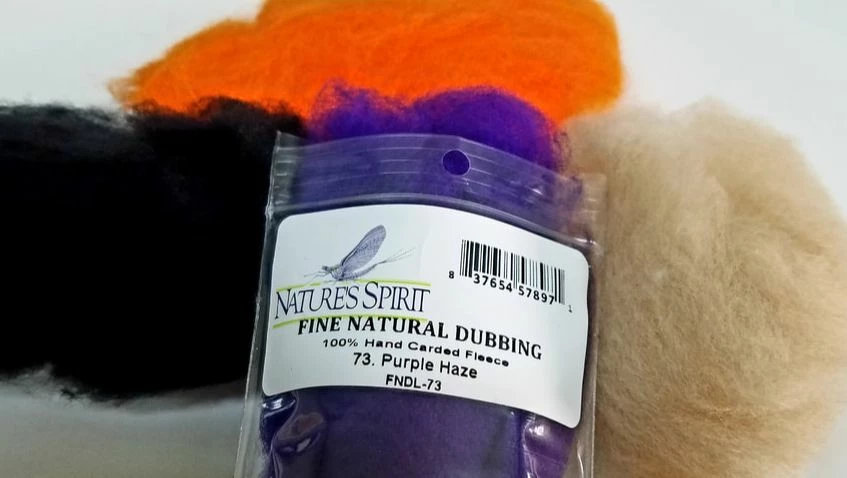 NATURE'S SPIRIT
8 37654 57897 1
FINE NATURAL DUBBING
100% Hand Carded Fleece
73. Purple Haze
FNDL-73